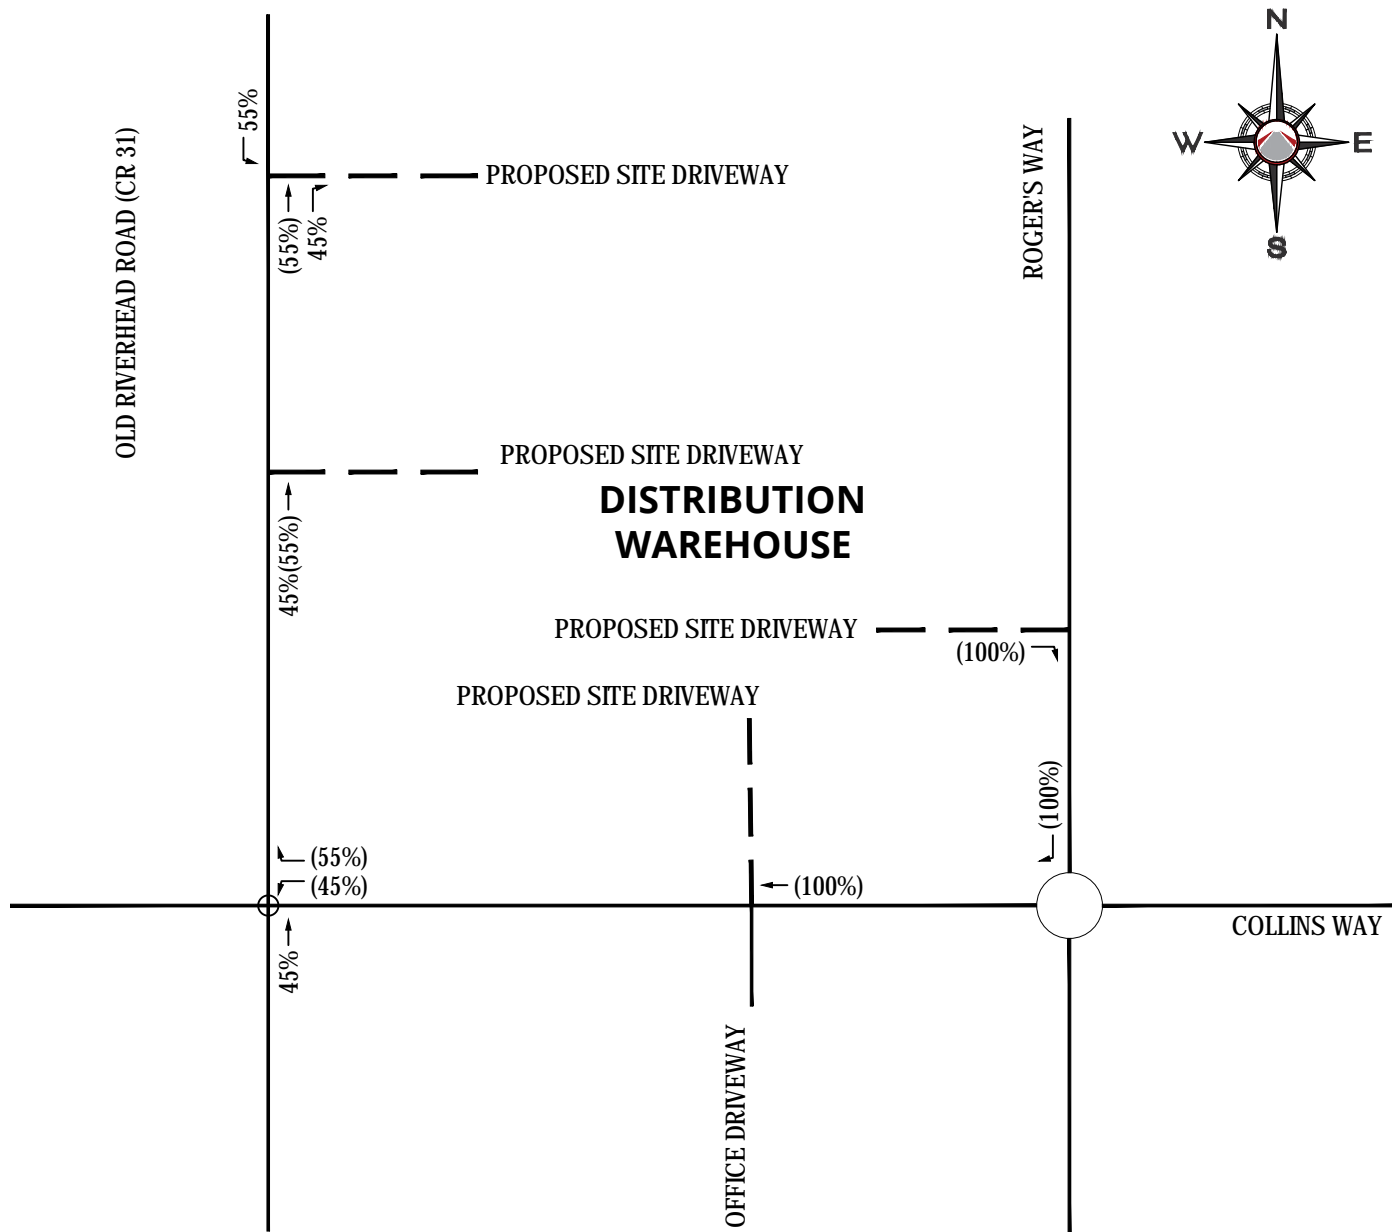 N
W
E
S
55%
OLD RIVERHEAD ROAD (CR 31)
ROGER'S WAY
PROPOSED SITE DRIVEWAY
(55%)
45%
PROPOSED SITE DRIVEWAY
DISTRIBUTION
WAREHOUSE
45%(55%)
PROPOSED SITE DRIVEWAY
(100%)
PROPOSED SITE DRIVEWAY
(100%)
(55%)
(45%)
(100%)
COLLINS WAY
45%
OFFICE DRIVEWAY